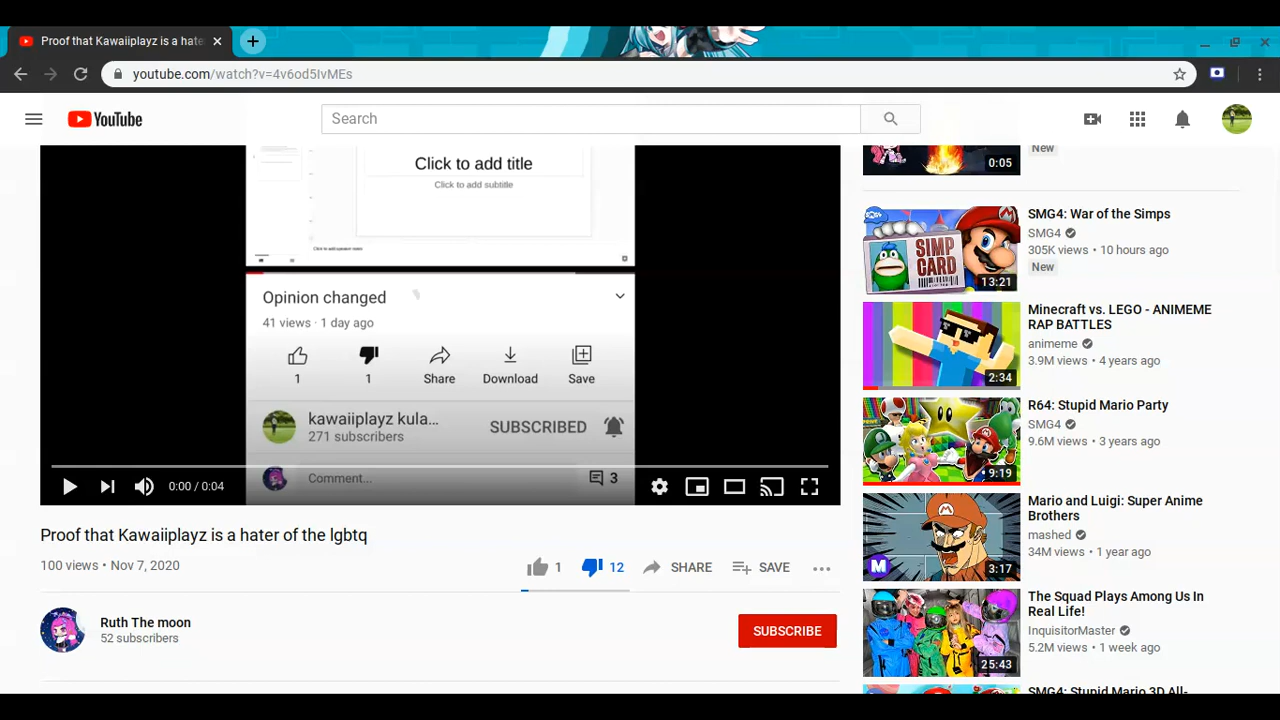 Proof that Kawaiiplayz is a hate
youtube.com/watch?v=4v6od5IvMEs
YouTube
Search
Click to add title
Click to add subtitle
Click to add speaker notes
Opinion changed
41 views · 1 day ago
1
1
Share
Download
Save
kawaiiplayz kula...
271 subscribers
SUBSCRIBED
Comment...
3
0:00 / 0:04
Proof that Kawaiiplayz is a hater of the lgbtq
100 views • Nov 7, 2020
1
12
SHARE
SAVE
Ruth The moon
52 subscribers
SUBSCRIBE
New
0:05
SIMP
CARD
13:21
SMG4: War of the Simps
SMG4
305K views • 10 hours ago
New
2:34
Minecraft vs. LEGO - ANIMEME
RAP BATTLES
animeme
3.9M views • 4 years ago
9:19
R64: Stupid Mario Party
SMG4
9.6M views • 3 years ago
M
3:17
Mario and Luigi: Super Anime
Brothers
mashed
34M views • 1 year ago
25:43
The Squad Plays Among Us In
Real Life!
InquisitorMaster
5.2M views • 1 week ago
SMG4: Stupid Mario 3D All-